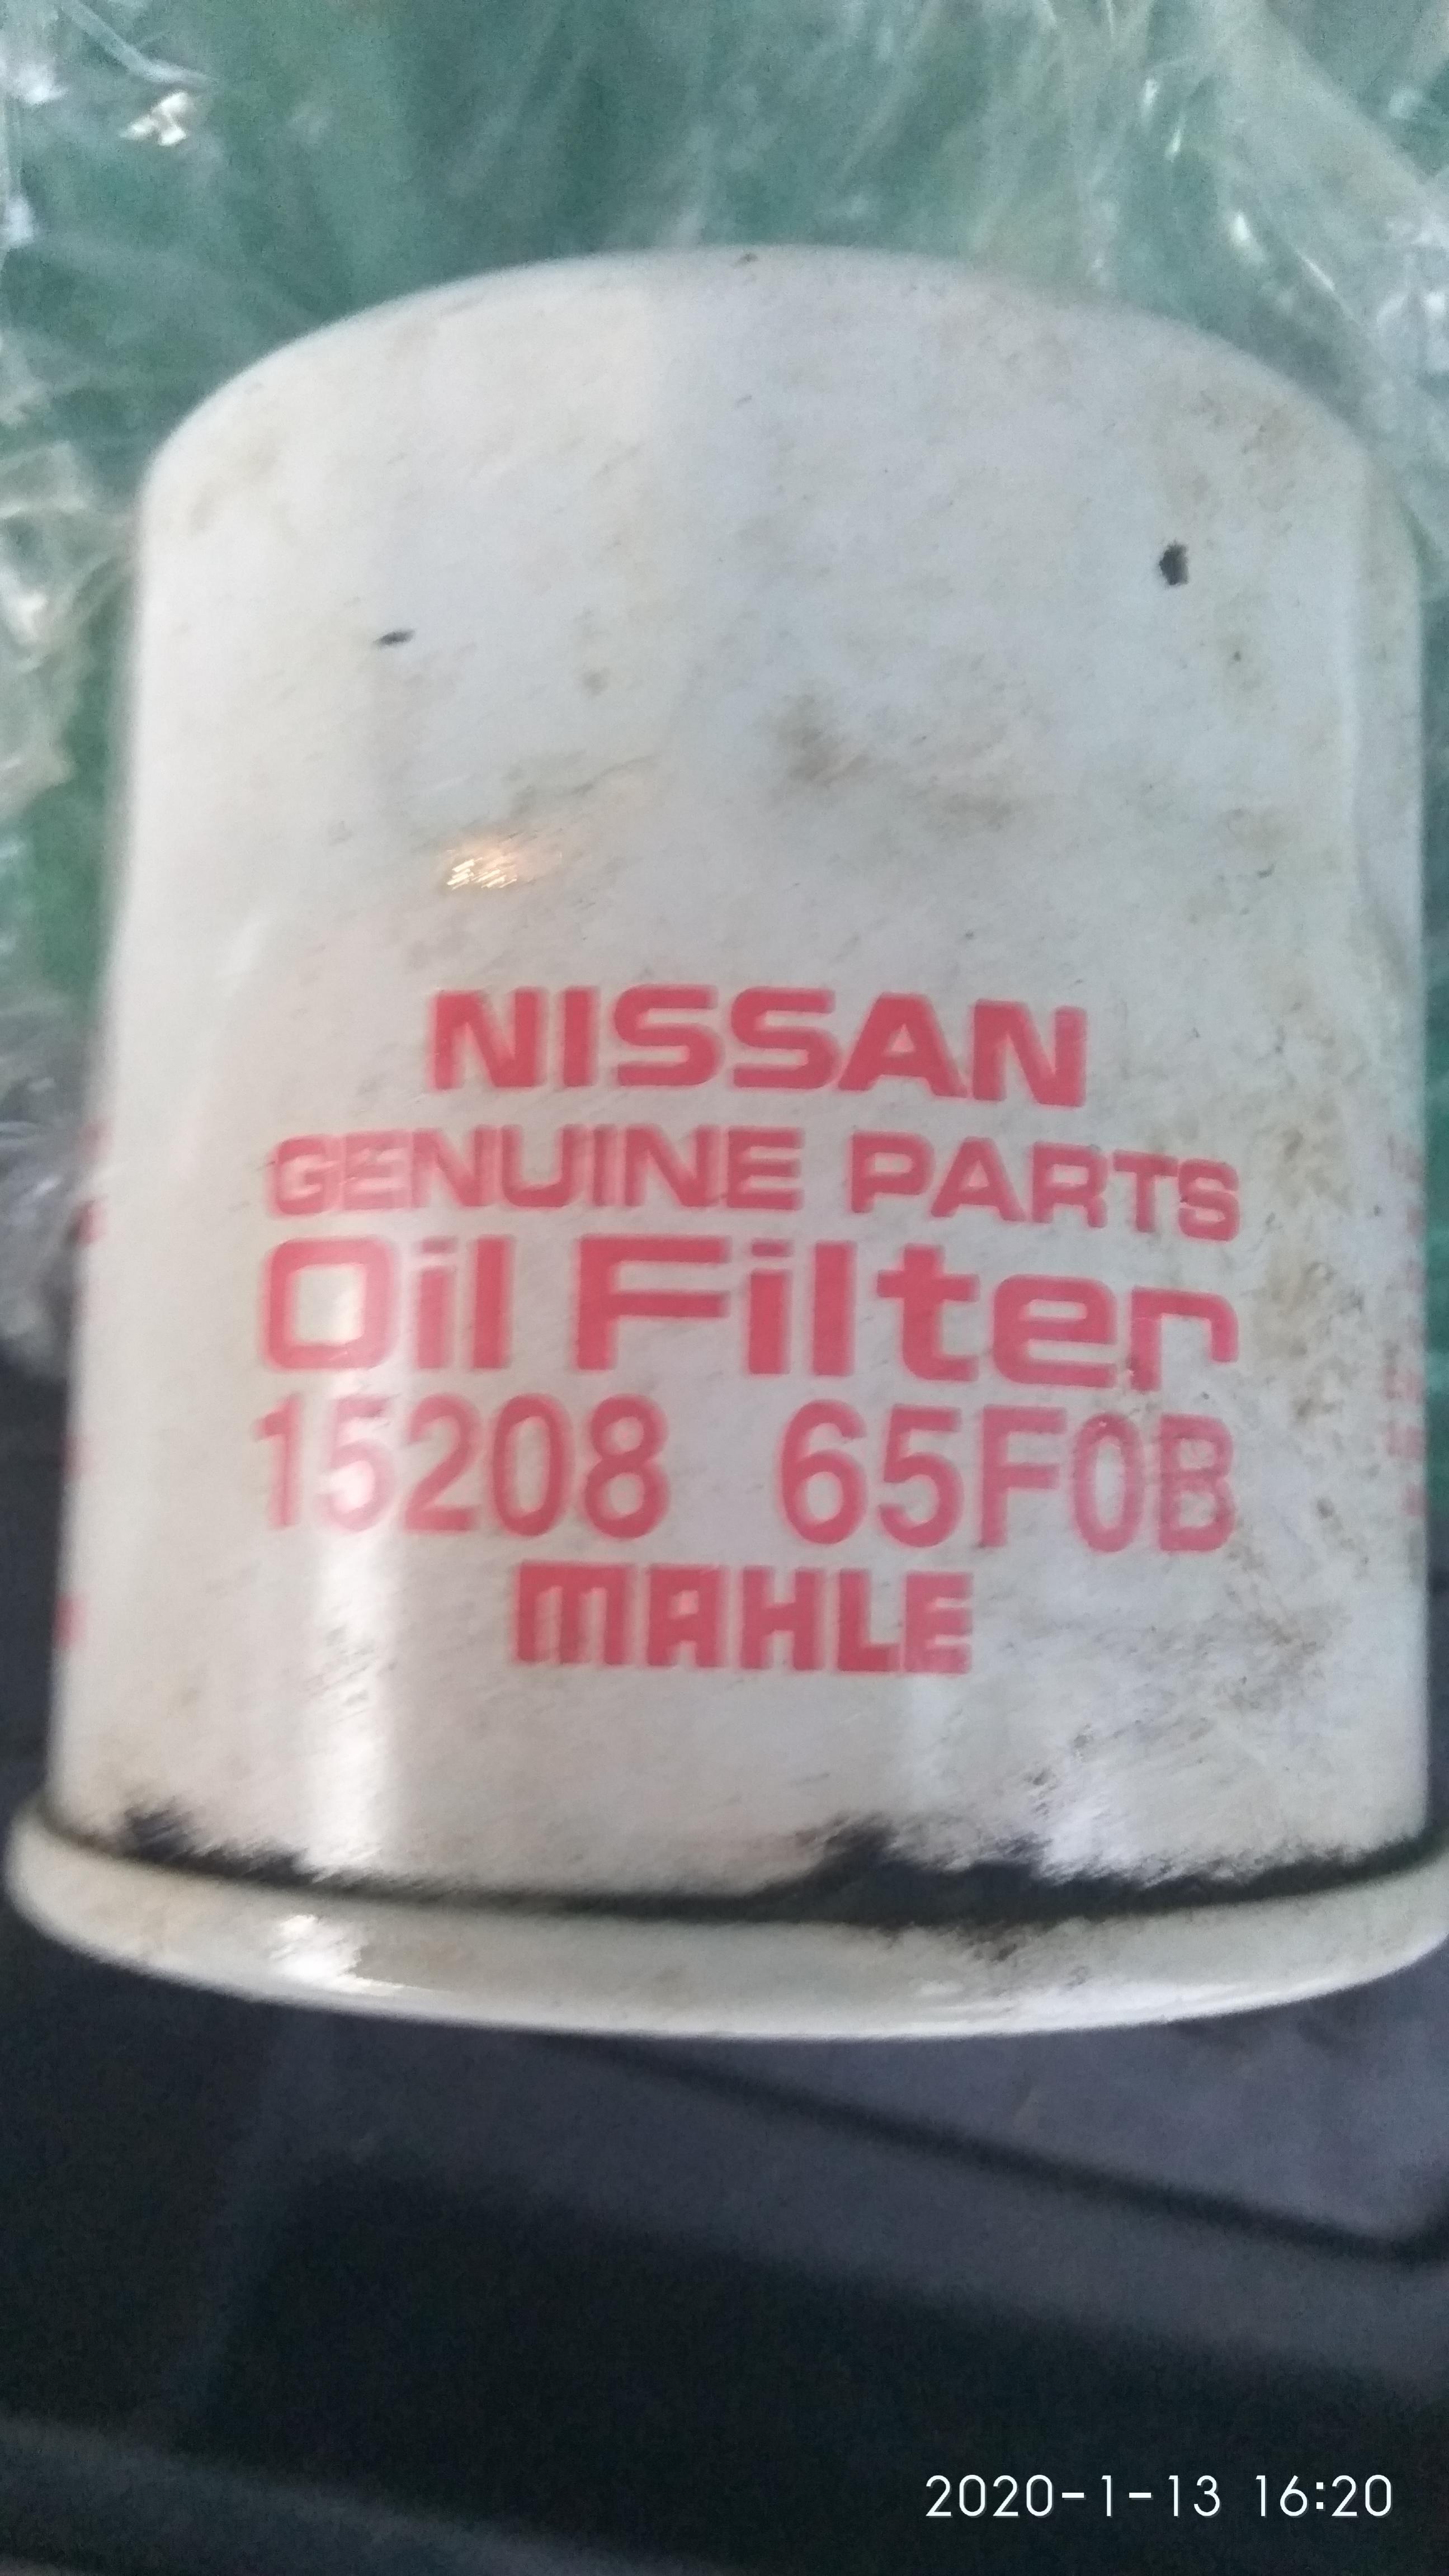 NISSAN
GENUINE PARTS
Oil Filter
15208 65F0B
MAHLE
2020-1-13 16:20